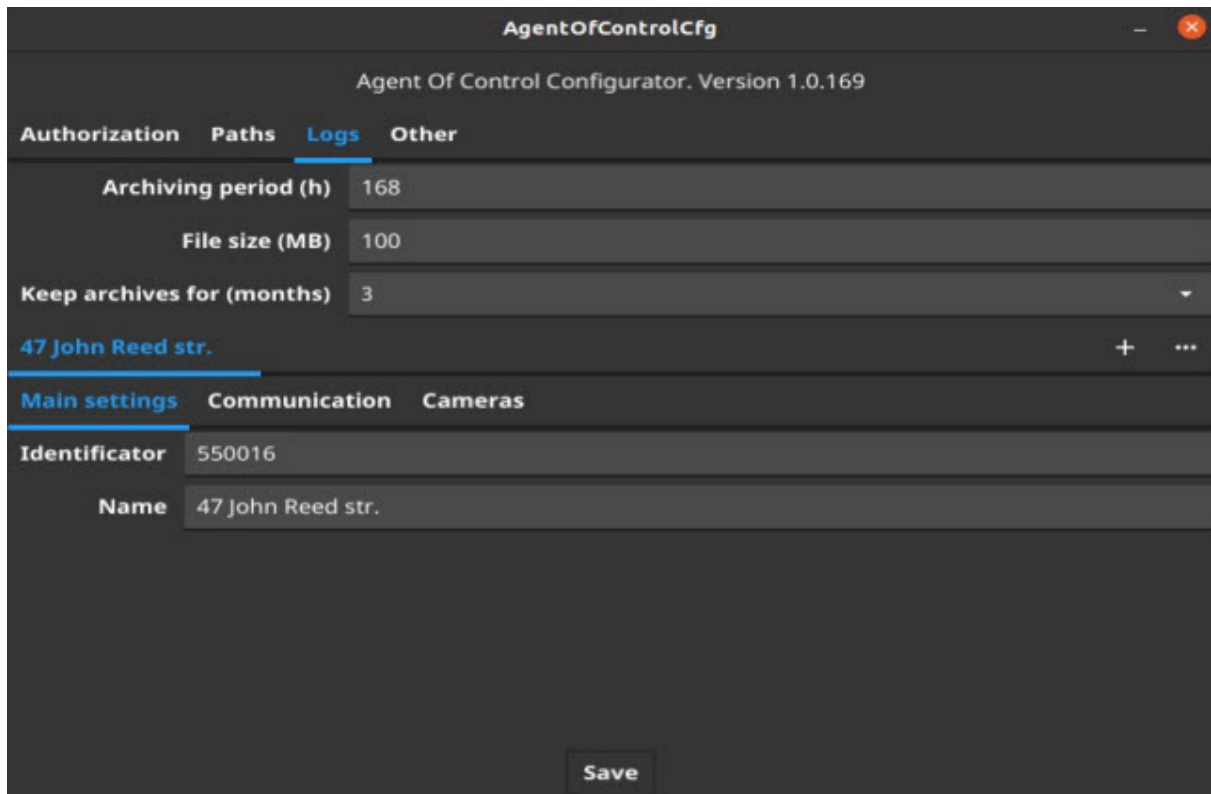 AgentOfControlCfg
Agent Of Control Configurator. Version 1.0.169
Authorization Paths Logs Other
Archiving period (h) 168
File size (MB) 100
Keep archives for (months) 3
47 John Reed str. + ...
Main settings Communication Cameras
Identificator 550016
Name 47 John Reed str.
Save